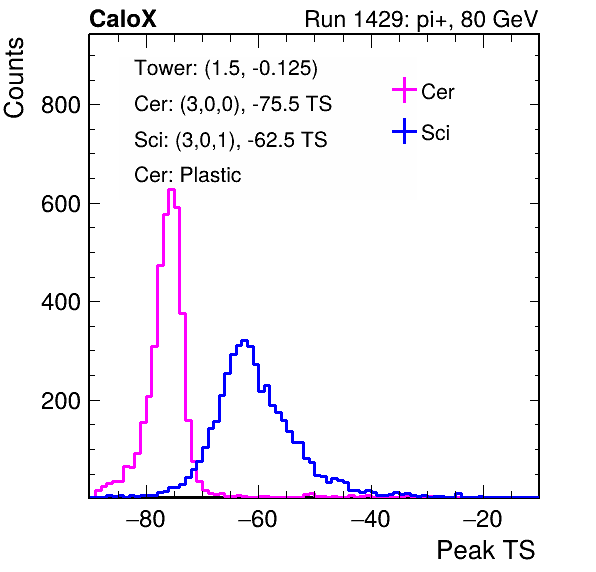 CaloX Run 1429: pi+, 80 GeV
Counts
Tower: (1.5, -0.125)
Cer: (3,0,0), -75.5 TS
Sci: (3,0,1), -62.5 TS
Cer: Plastic
Cer
Sci
800
600
400
200
−80 −60 −40 −20
Peak TS